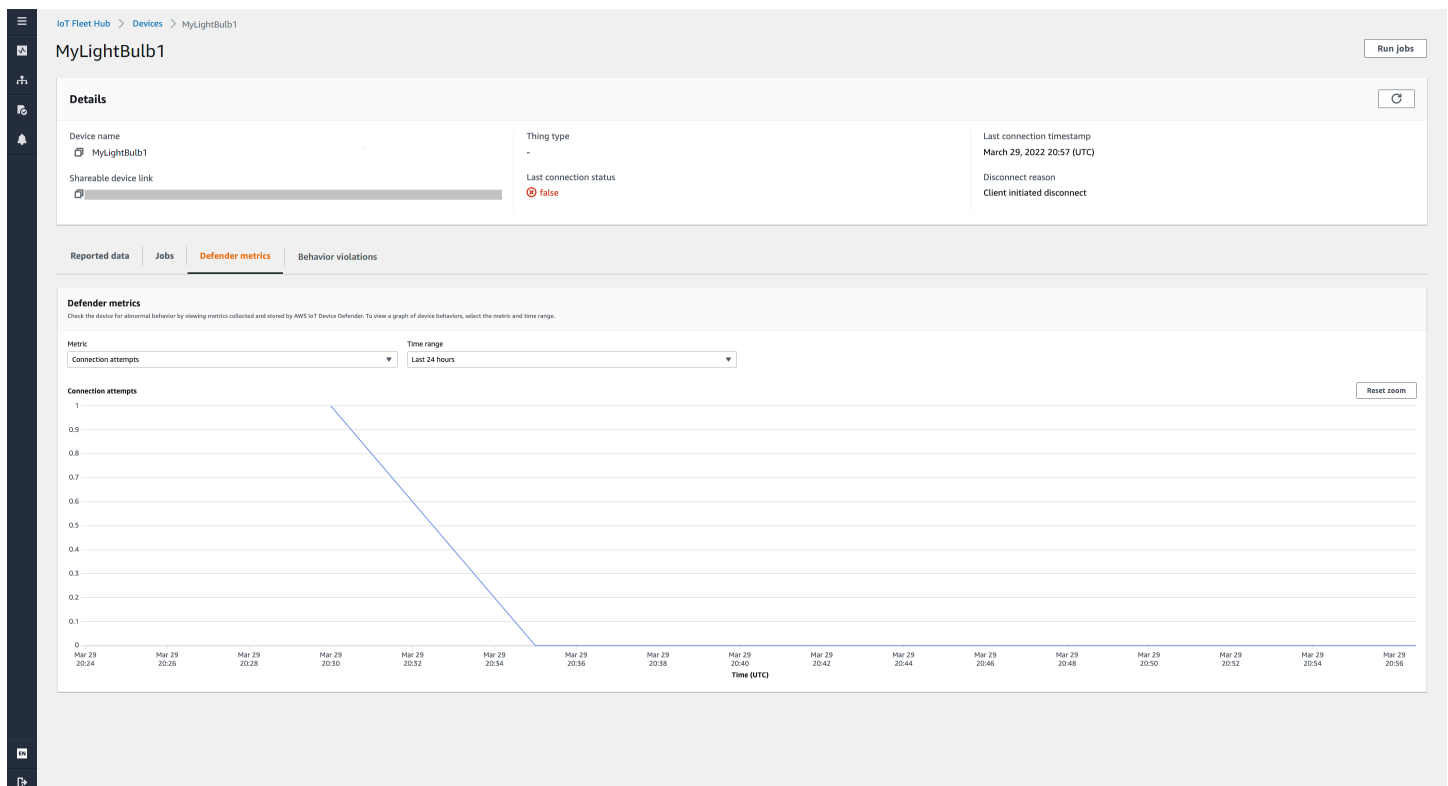 IoT Fleet Hub > Devices > MyLightBulb1
MyLightBulb1
Run jobs
Details
Device name
MyLightBulb1
Shareable device link
Thing type
-
Last connection status
false
Last connection timestamp
March 29, 2022 20:57 (UTC)
Disconnect reason
Client initiated disconnect
Reported data
Jobs
Defender metrics
Behavior violations
Defender metrics
Check the device for abnormal behavior by viewing metrics collected and stored by AWS IoT Device Defender. To view a graph of device behaviors, select the metric and time range.
Metric
Connection attempts
Time range
Last 24 hours
Connection attempts
Reset zoom
1
0.9
0.8
0.7
0.6
0.5
0.4
0.3
0.2
0.1
0
Mar 29 20:24
Mar 29 20:26
Mar 29 20:28
Mar 29 20:30
Mar 29 20:32
Mar 29 20:34
Mar 29 20:36
Mar 29 20:38
Mar 29 20:40
Mar 29 20:42
Mar 29 20:44
Mar 29 20:46
Mar 29 20:48
Mar 29 20:50
Mar 29 20:52
Mar 29 20:54
Mar 29 20:56
Time (UTC)
EN